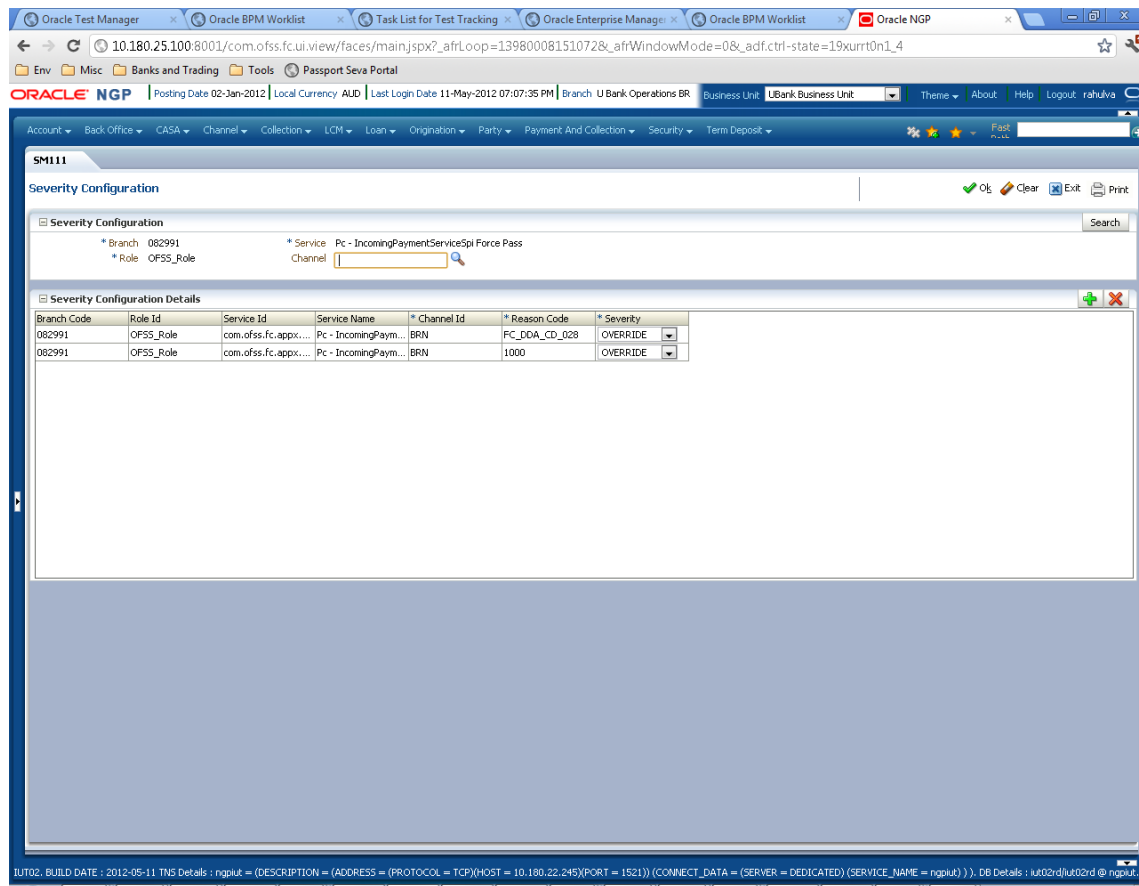 Oracle Test Manager
Oracle BPM Worklist
Task List for Test Tracking
Oracle Enterprise Manager
Oracle BPM Worklist
Oracle NGP
10.180.25.100:8001/com.ofss.fc.ui.view/faces/main.jspx?_afrLoop=13980008151072&_afrWindowMode=0&_adf.ctrl-state=19xurrt0n1_4
Env Misc Banks and Trading Tools Passport Seva Portal
ORACLE NGP Posting Date 02-Jan-2012 Local Currency AUD Last Login Date 11-May-2012 07:07:35 PM Branch U Bank Operations BR Business Unit UBank Business Unit Theme About Help Logout rahulva
Account Back Office CASA Channel Collection LCM Loan Origination Party Payment And Collection Security Term Deposit Fast
SM111
Severity Configuration Ok Clear Exit Print
Severity Configuration Search
* Branch 082991 * Service Pc - IncomingPaymentServiceSpi Force Pass
* Role OFSS_Role Channel
Severity Configuration Details
Branch Code Role Id Service Id Service Name * Channel Id * Reason Code * Severity
082991 OFSS_Role com.ofss.fc.appx.... Pc - IncomingPaym... BRN FC_DDA_CD_028 OVERRIDE
082991 OFSS_Role com.ofss.fc.appx.... Pc - IncomingPaym... BRN 1000 OVERRIDE
IUT02. BUILD DATE : 2012-05-11 TNS Details : ngpiut = (DESCRIPTION = (ADDRESS = (PROTOCOL = TCP)(HOST = 10.180.22.245)(PORT = 1521)) (CONNECT_DATA = (SERVER = DEDICATED) (SERVICE_NAME = ngpiut) ) ). DB Details : iut02rd/iut02rd @ ngpiut.